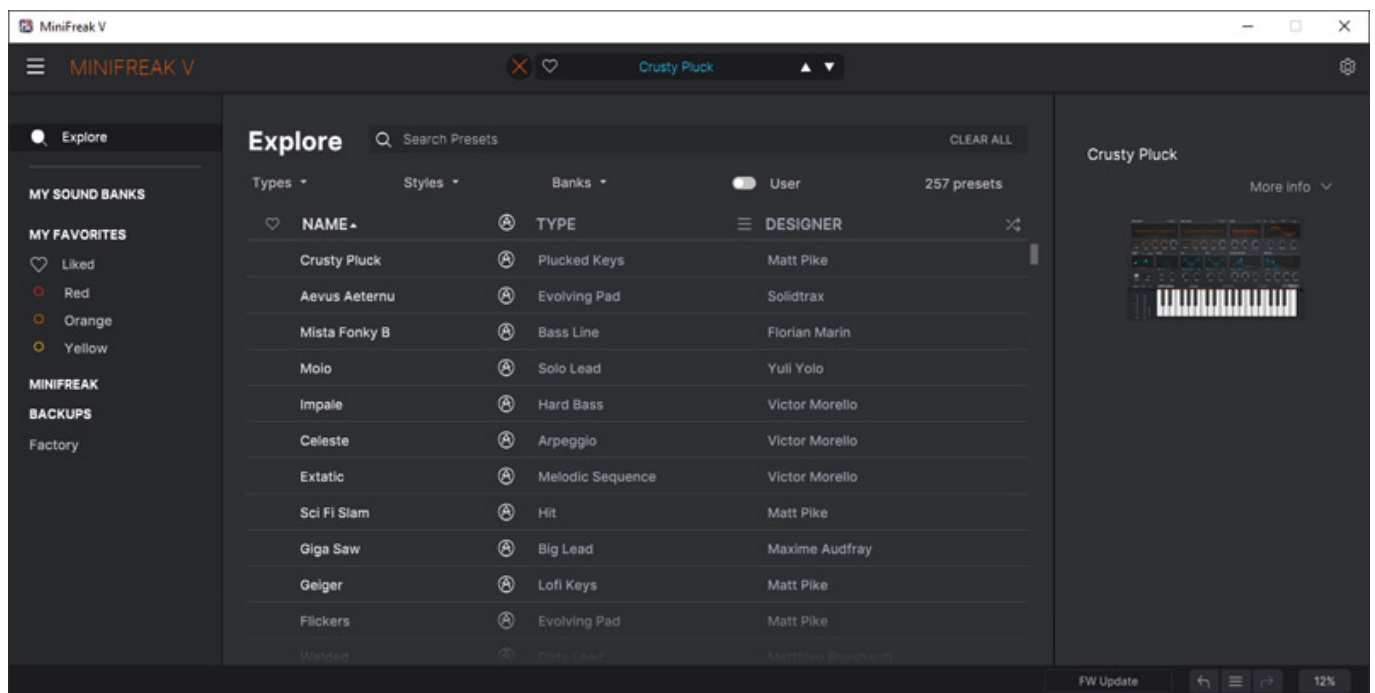 MiniFreak V
MINIFREAK V
Crusty Pluck
Explore
MY SOUND BANKS
MY FAVORITES
Liked
Red
Orange
Yellow
MINIFREAK
BACKUPS
Factory
Explore Search Presets CLEAR ALL
Types Styles Banks User 257 presets
NAME TYPE DESIGNER
Crusty Pluck Plucked Keys Matt Pike
Aevus Aeternu Evolving Pad Solidtrax
Mista Fonky B Bass Line Florian Marin
Moio Solo Lead Yuli Yolo
Impale Hard Bass Victor Morello
Celeste Arpeggio Victor Morello
Extatic Melodic Sequence Victor Morello
Sci Fi Slam Hit Matt Pike
Giga Saw Big Lead Maxime Audfray
Geiger Lofi Keys Matt Pike
Flickers Evolving Pad Matt Pike
Welded Dirty Lead
Crusty Pluck
More info
FW Update 12%